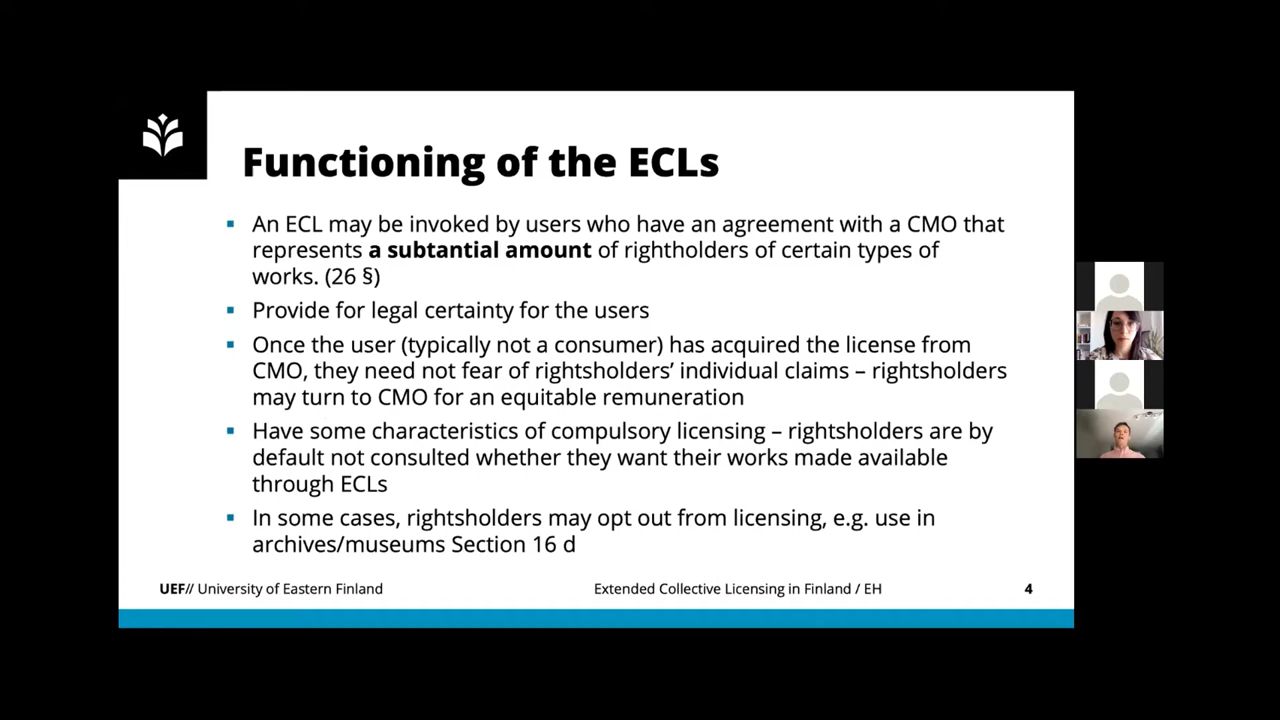 Functioning of the ECLs
▪ An ECL may be invoked by users who have an agreement with a CMO that
represents a subtantial amount of rightholders of certain types of
works. (26 §)
▪ Provide for legal certainty for the users
▪ Once the user (typically not a consumer) has acquired the license from
CMO, they need not fear of rightsholders’ individual claims – rightsholders
may turn to CMO for an equitable remuneration
▪ Have some characteristics of compulsory licensing – rightsholders are by
default not consulted whether they want their works made available
through ECLs
▪ In some cases, rightsholders may opt out from licensing, e.g. use in
archives/museums Section 16 d
UEF// University of Eastern Finland
Extended Collective Licensing in Finland / EH
4